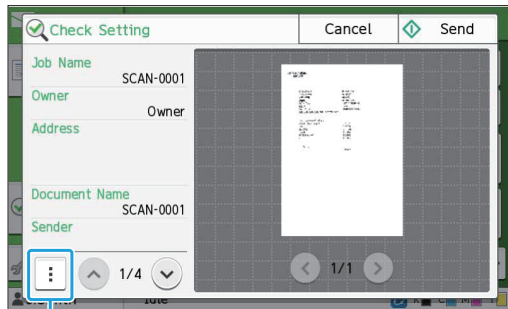 Check Setting
Cancel
Send
Job Name
SCAN-0001
Owner
Owner
Address
Document Name
SCAN-0001
Sender
1/4
1/1
Idle
K
C
M
Y